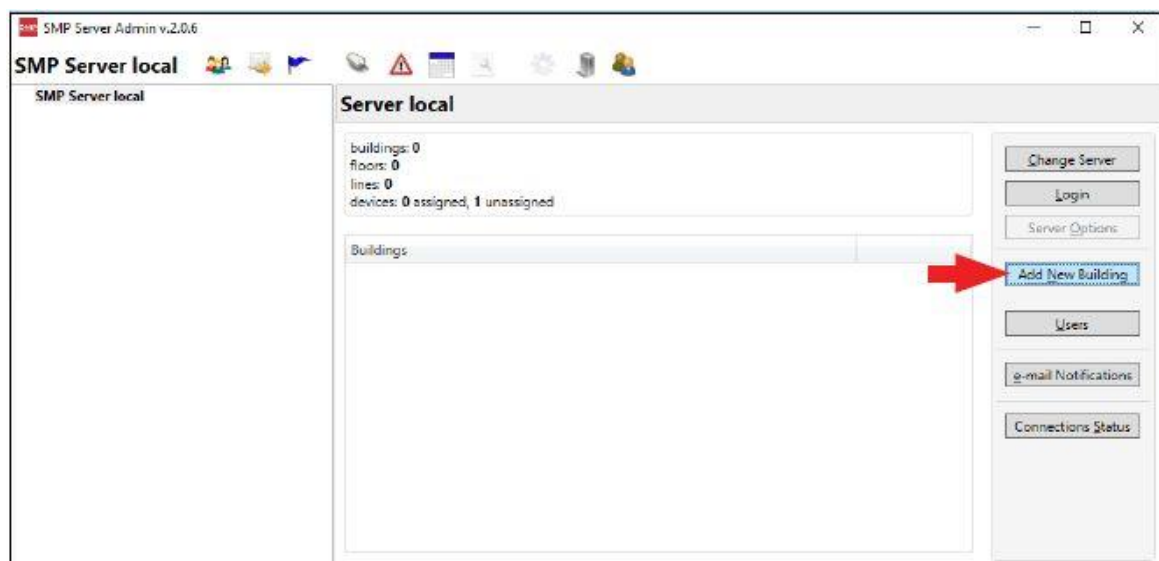 SMP Server Admin v.2.0.6
SMP Server local
SMP Server local
Server local
buildings: 0
floors: 0
lines: 0
devices: 0 assigned, 1 unassigned
Buildings
Change Server
Login
Server Options
Add New Building
Users
e-mail Notifications
Connections Status